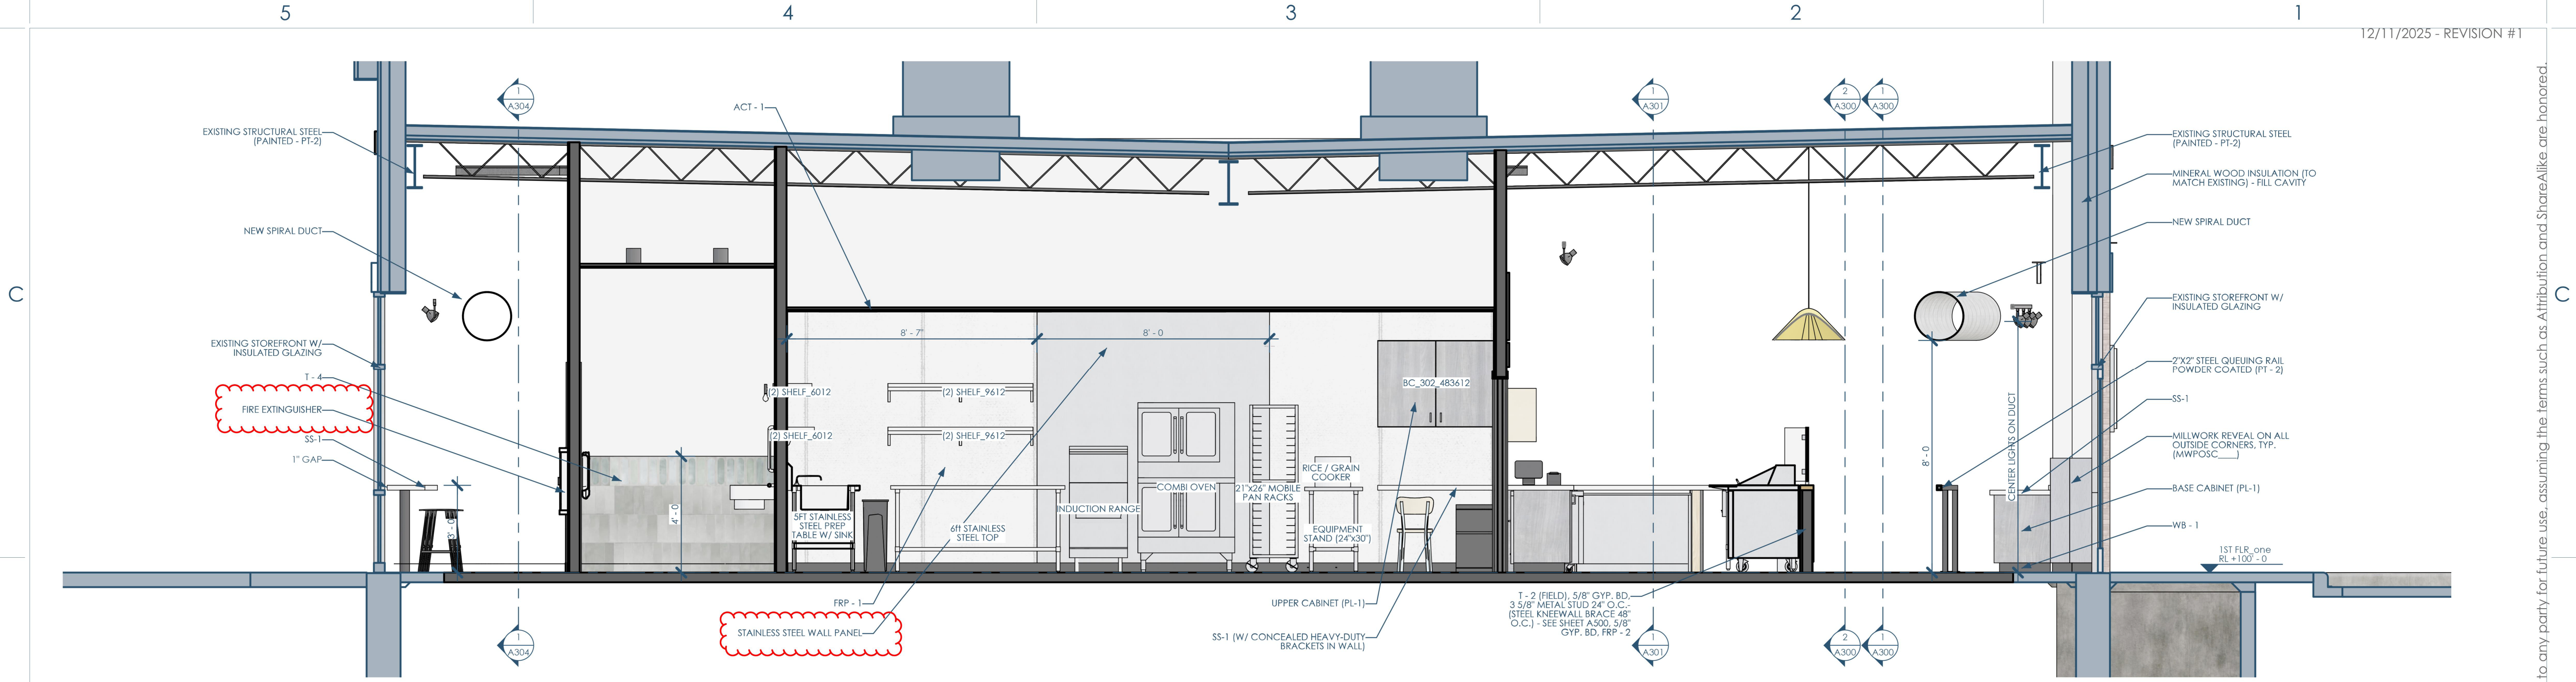 5
4
3
2
1
12/11/2025 - REVISION #1
C
C
to any party for future use, assuming the terms such as Attribution and ShareAlike are honored.
1
A304
1
A301
2
A300
1
A300
EXISTING STRUCTURAL STEEL
(PAINTED - PT-2)
NEW SPIRAL DUCT
EXISTING STOREFRONT W/
INSULATED GLAZING
T - 4
FIRE EXTINGUISHER
SS-1
1" GAP
3' - 0
4' - 0
ACT - 1
8' - 7"
8' - 0
(2) SHELF_6012
(2) SHELF_9612
(2) SHELF_6012
(2) SHELF_9612
BC_302_483612
5FT STAINLESS
STEEL PREP
TABLE W/ SINK
6ft STAINLESS
STEEL TOP
INDUCTION RANGE
COMBI OVEN
21"x26" MOBILE
PAN RACKS
RICE / GRAIN
COOKER
EQUIPMENT
STAND (24"x30")
FRP - 1
STAINLESS STEEL WALL PANEL
UPPER CABINET (PL-1)
SS-1 (W/ CONCEALED HEAVY-DUTY
BRACKETS IN WALL)
T - 2 (FIELD), 5/8" GYP. BD,
3 5/8" METAL STUD 24" O.C.-
(STEEL KNEEWALL BRACE 48"
O.C.) - SEE SHEET A500, 5/8"
GYP. BD, FRP - 2
8' - 0
CENTER LIGHTS ON DUCT
EXISTING STRUCTURAL STEEL
(PAINTED - PT-2)
MINERAL WOOD INSULATION (TO
MATCH EXISTING) - FILL CAVITY
NEW SPIRAL DUCT
EXISTING STOREFRONT W/
INSULATED GLAZING
2"X2" STEEL QUEUING RAIL
POWDER COATED (PT - 2)
SS-1
MILLWORK REVEAL ON ALL
OUTSIDE CORNERS, TYP.
(MWPOSC____)
BASE CABINET (PL-1)
WB - 1
1ST FLR_one
RL +100' - 0
1
A304
1
A301
2
A300
1
A300